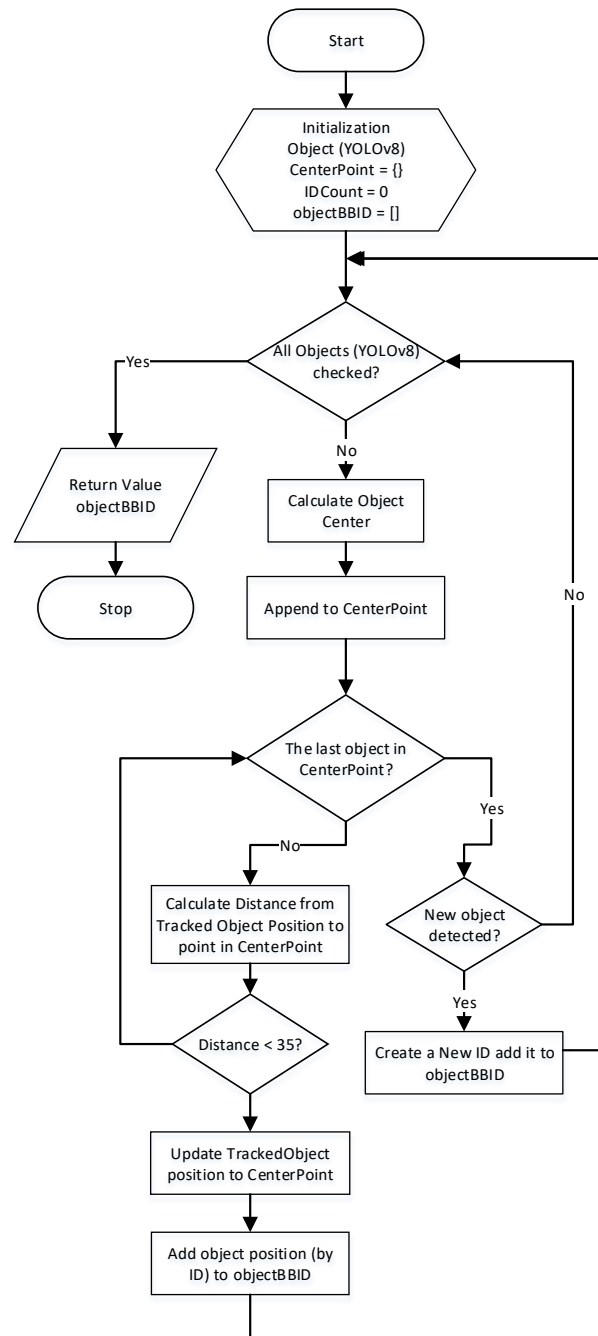 Start
Initialization
Object (YOLOv8)
CenterPoint = {}
IDCount = 0
objectBBID = []
All Objects (YOLOv8)
checked?
Yes
No
Return Value
objectBBID
Calculate Object
Center
Stop
Append to CenterPoint
No
The last object in
CenterPoint?
Yes
No
Calculate Distance from
Tracked Object Position to
point in CenterPoint
New object
detected?
Yes
Distance < 35?
Create a New ID add it to
objectBBID
Update TrackedObject
position to CenterPoint
Add object position (by
ID) to objectBBID